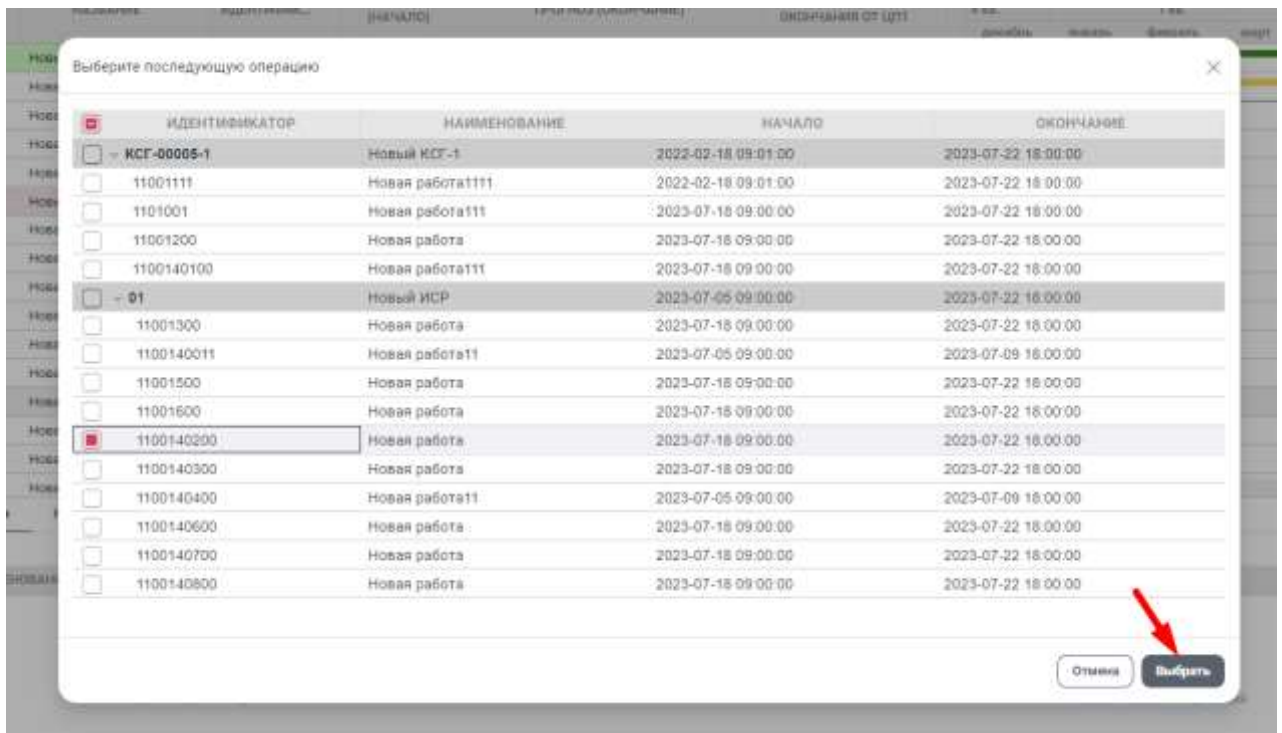 (НАЧАЛО)
ПРОГНОЗ (ОКОНЧАНИЕ)
ОКОНЧАНИЯ ОТ ЦПП
декабрь январь февраль март
Выберите последующую операцию
ИДЕНТИФИКАТОР НАИМЕНОВАНИЕ НАЧАЛО ОКОНЧАНИЕ
КСГ-00005-1 Новый КСГ-1 2022-02-18 09:01:00 2023-07-22 18:00:00
11001111 Новая работа1111 2022-02-18 09:01:00 2023-07-22 18:00:00
1101001 Новая работа111 2023-07-18 09:00:00 2023-07-22 18:00:00
11001200 Новая работа 2023-07-18 09:00:00 2023-07-22 18:00:00
1100140100 Новая работа111 2023-07-18 09:00:00 2023-07-22 18:00:00
01 Новый ИСР 2023-07-05 09:00:00 2023-07-22 18:00:00
11001300 Новая работа 2023-07-18 09:00:00 2023-07-22 18:00:00
1100140011 Новая работа11 2023-07-05 09:00:00 2023-07-09 18:00:00
11001500 Новая работа 2023-07-18 09:00:00 2023-07-22 18:00:00
11001600 Новая работа 2023-07-18 09:00:00 2023-07-22 18:00:00
1100140200 Новая работа 2023-07-18 09:00:00 2023-07-22 18:00:00
1100140300 Новая работа 2023-07-18 09:00:00 2023-07-22 18:00:00
1100140400 Новая работа11 2023-07-05 09:00:00 2023-07-09 18:00:00
1100140600 Новая работа 2023-07-18 09:00:00 2023-07-22 18:00:00
1100140700 Новая работа 2023-07-18 09:00:00 2023-07-22 18:00:00
1100140800 Новая работа 2023-07-18 09:00:00 2023-07-22 18:00:00
Отмена Выбрать